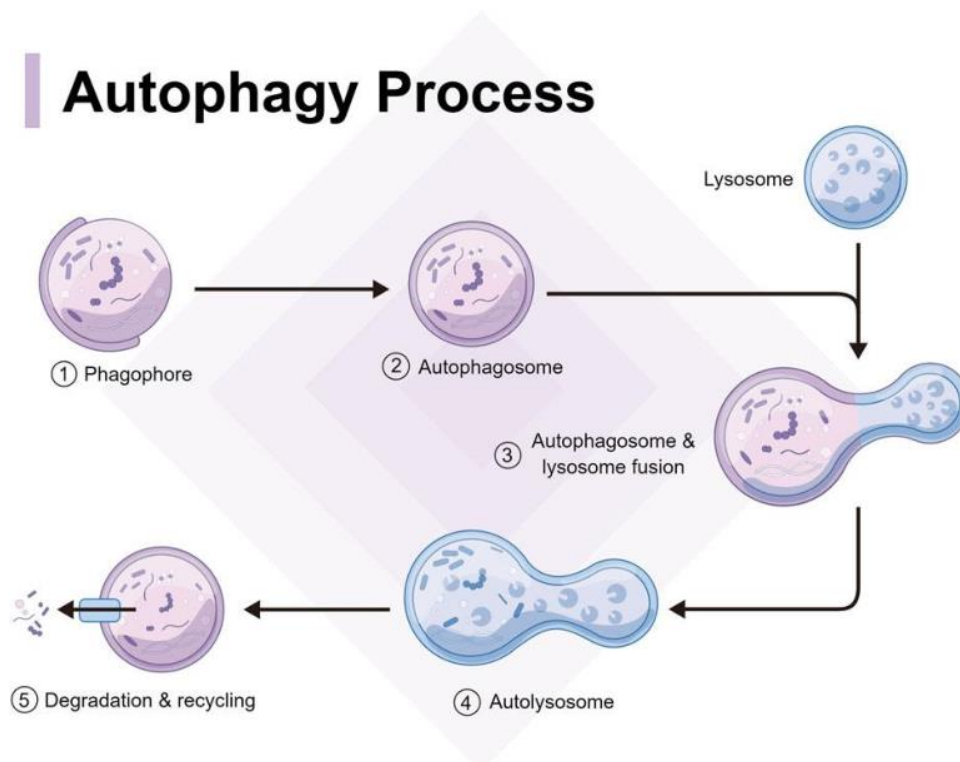 Autophagy Process
Lysosome
1 Phagophore
2 Autophagosome
3 Autophagosome &
lysosome fusion
5 Degradation & recycling
4 Autolysosome